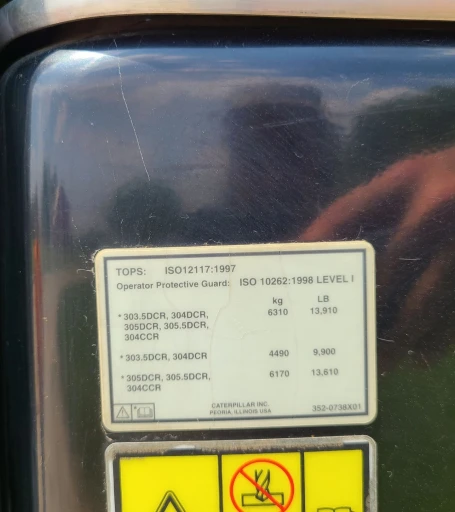 TOPS: ISO12117:1997
Operator Protective Guard: ISO 10262:1998 LEVEL I
kg LB
*303.5DCR, 304DCR, 6310 13,910
305DCR, 305.5DCR,
304CCR
*303.5DCR, 304DCR 4490 9,900
*305DCR, 305.5DCR, 6170 13,610
304CCR
CATERPILLAR INC.
PEORIA, ILLINOIS USA 352-0738X01